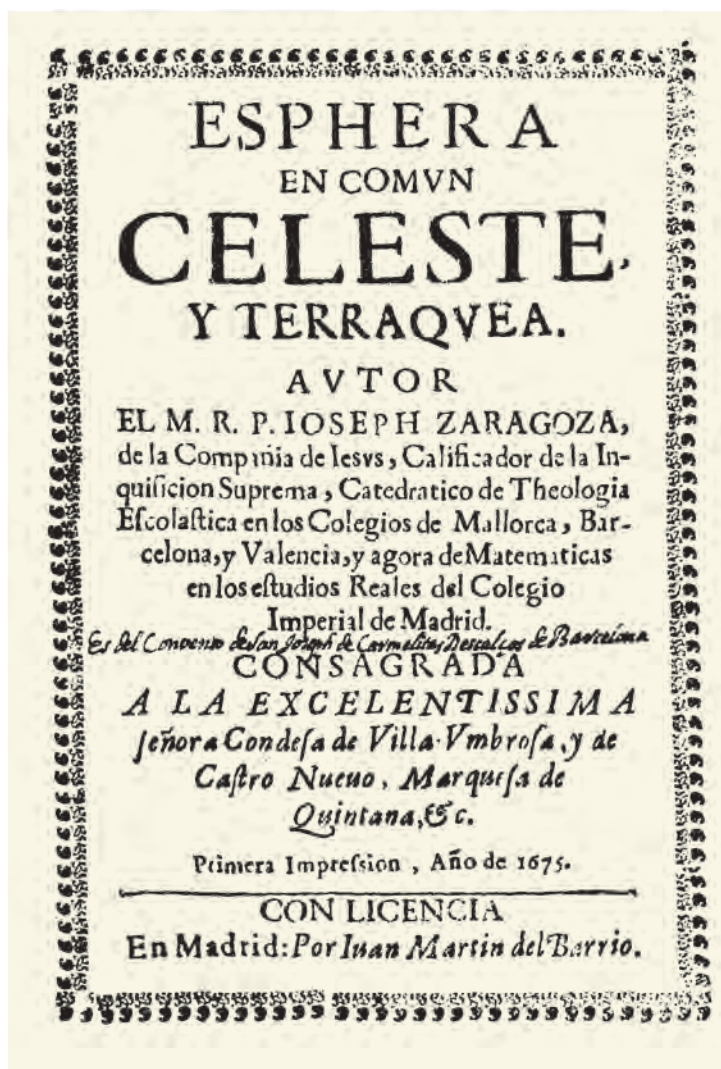 ESPHERA
EN COMVN
CELESTE,
Y TERRAQVEA.
AVTOR
EL M. R. P. IOSEPH ZARAGOZA,
de la Compañia de Iesvs, Calificador de la In-
quisicion Suprema, Catedratico de Theologia
Escolastica en los Colegios de Mallorca, Bar-
celona, y Valencia, y agora de Matematicas
en los estudios Reales del Colegio
Imperial de Madrid.
Es del Convento de San Joseph de Carmelitas Descalços de Barcelona
CONSAGRADA
A LA EXCELENTISSIMA
señora Condesa de Villa-Vmbrosa, y de
Castro Nueuo, Marquesa de
Quintana, &c.
Primera Impression, Año de 1675.
CON LICENCIA
En Madrid: Por Iuan Martin del Barrio.